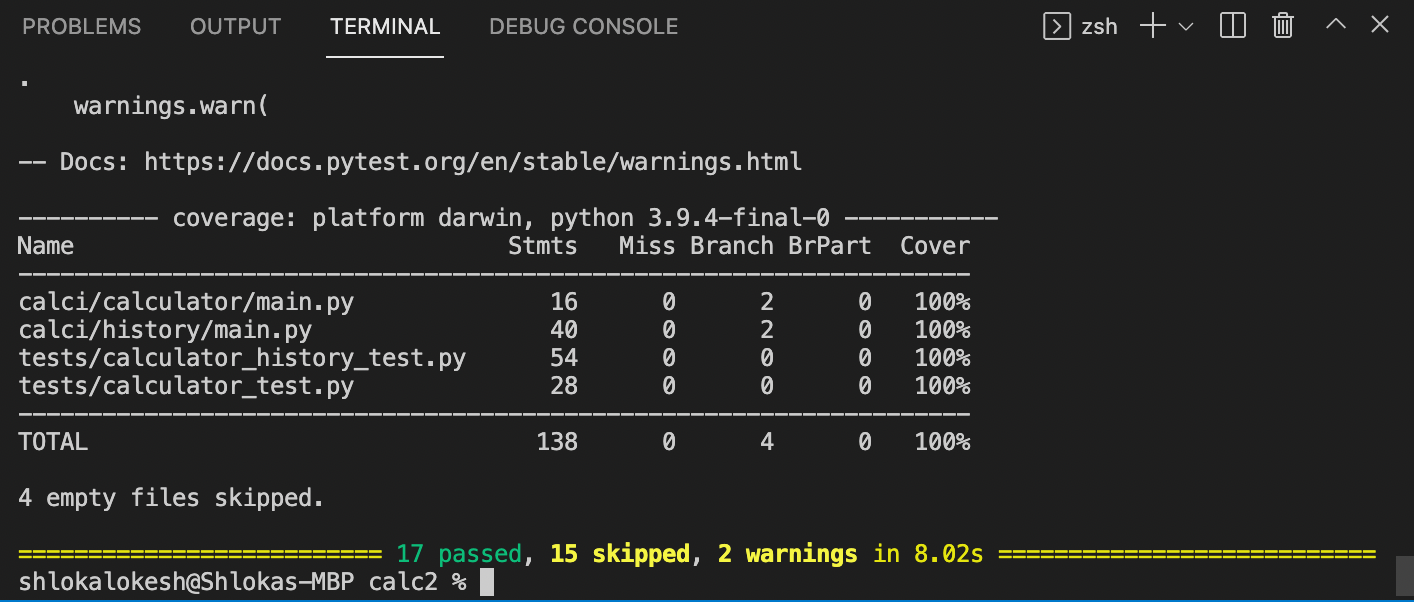 PROBLEMS OUTPUT TERMINAL DEBUG CONSOLE zsh
.
warnings.warn(
-- Docs: https://docs.pytest.org/en/stable/warnings.html
---------- coverage: platform darwin, python 3.9.4-final-0 -----------
Name Stmts Miss Branch BrPart Cover
--------------------------------------------------------------------
calci/calculator/main.py 16 0 2 0 100%
calci/history/main.py 40 0 2 0 100%
tests/calculator_history_test.py 54 0 0 0 100%
tests/calculator_test.py 28 0 0 0 100%
--------------------------------------------------------------------
TOTAL 138 0 4 0 100%
4 empty files skipped.
========================== 17 passed, 15 skipped, 2 warnings in 8.02s ===========================
shlokalokesh@Shlokas-MBP calc2 %